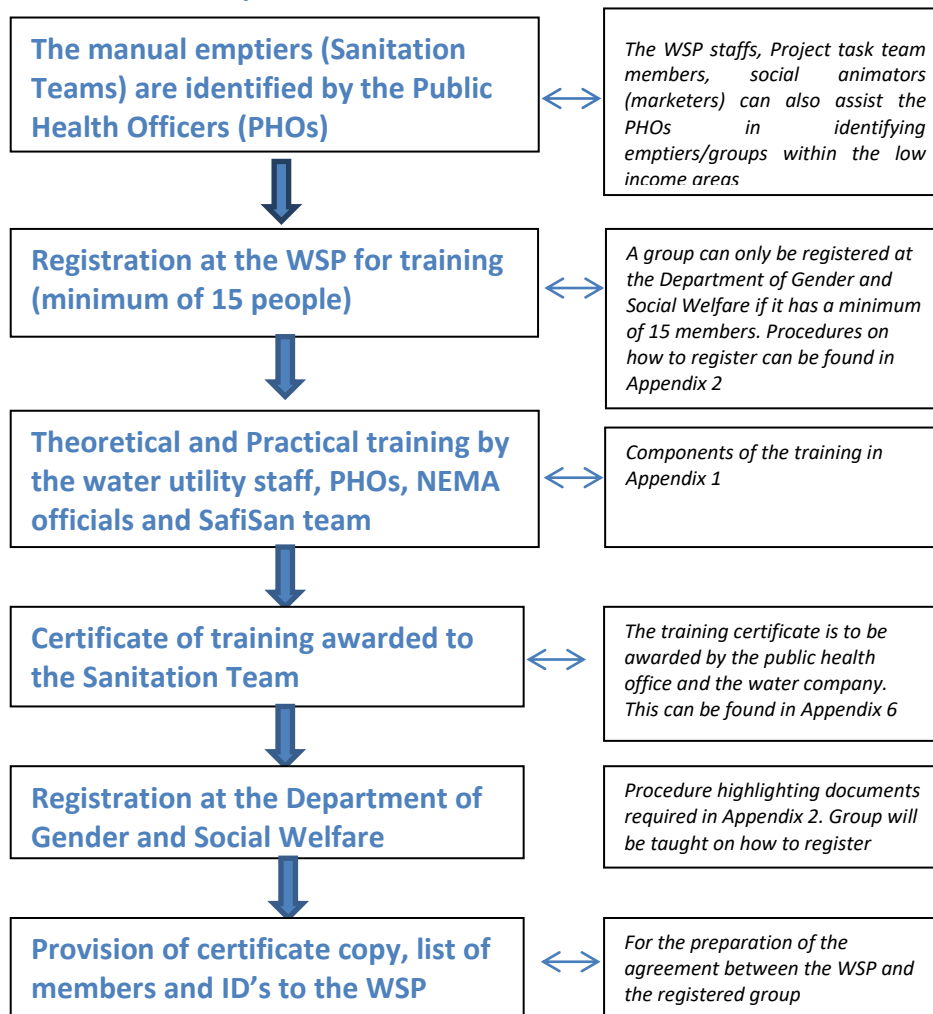 The manual emptiers (Sanitation
Teams) are identified by the Public
Health Officers (PHOs)
The WSP staffs, Project task team
members, social animators
(marketers) can also assist the
PHOs in identifying
emptiers/groups within the low
income areas
Registration at the WSP for training
(minimum of 15 people)
A group can only be registered at
the Department of Gender and
Social Welfare if it has a minimum
of 15 members. Procedures on
how to register can be found in
Appendix 2
Theoretical and Practical training by
the water utility staff, PHOs, NEMA
officials and SafiSan team
Components of the training in
Appendix 1
Certificate of training awarded to
the Sanitation Team
The training certificate is to be
awarded by the public health
office and the water company.
This can be found in Appendix 6
Registration at the Department of
Gender and Social Welfare
Procedure highlighting documents
required in Appendix 2. Group will
be taught on how to register
Provision of certificate copy, list of
members and ID's to the WSP
For the preparation of the
agreement between the WSP and
the registered group